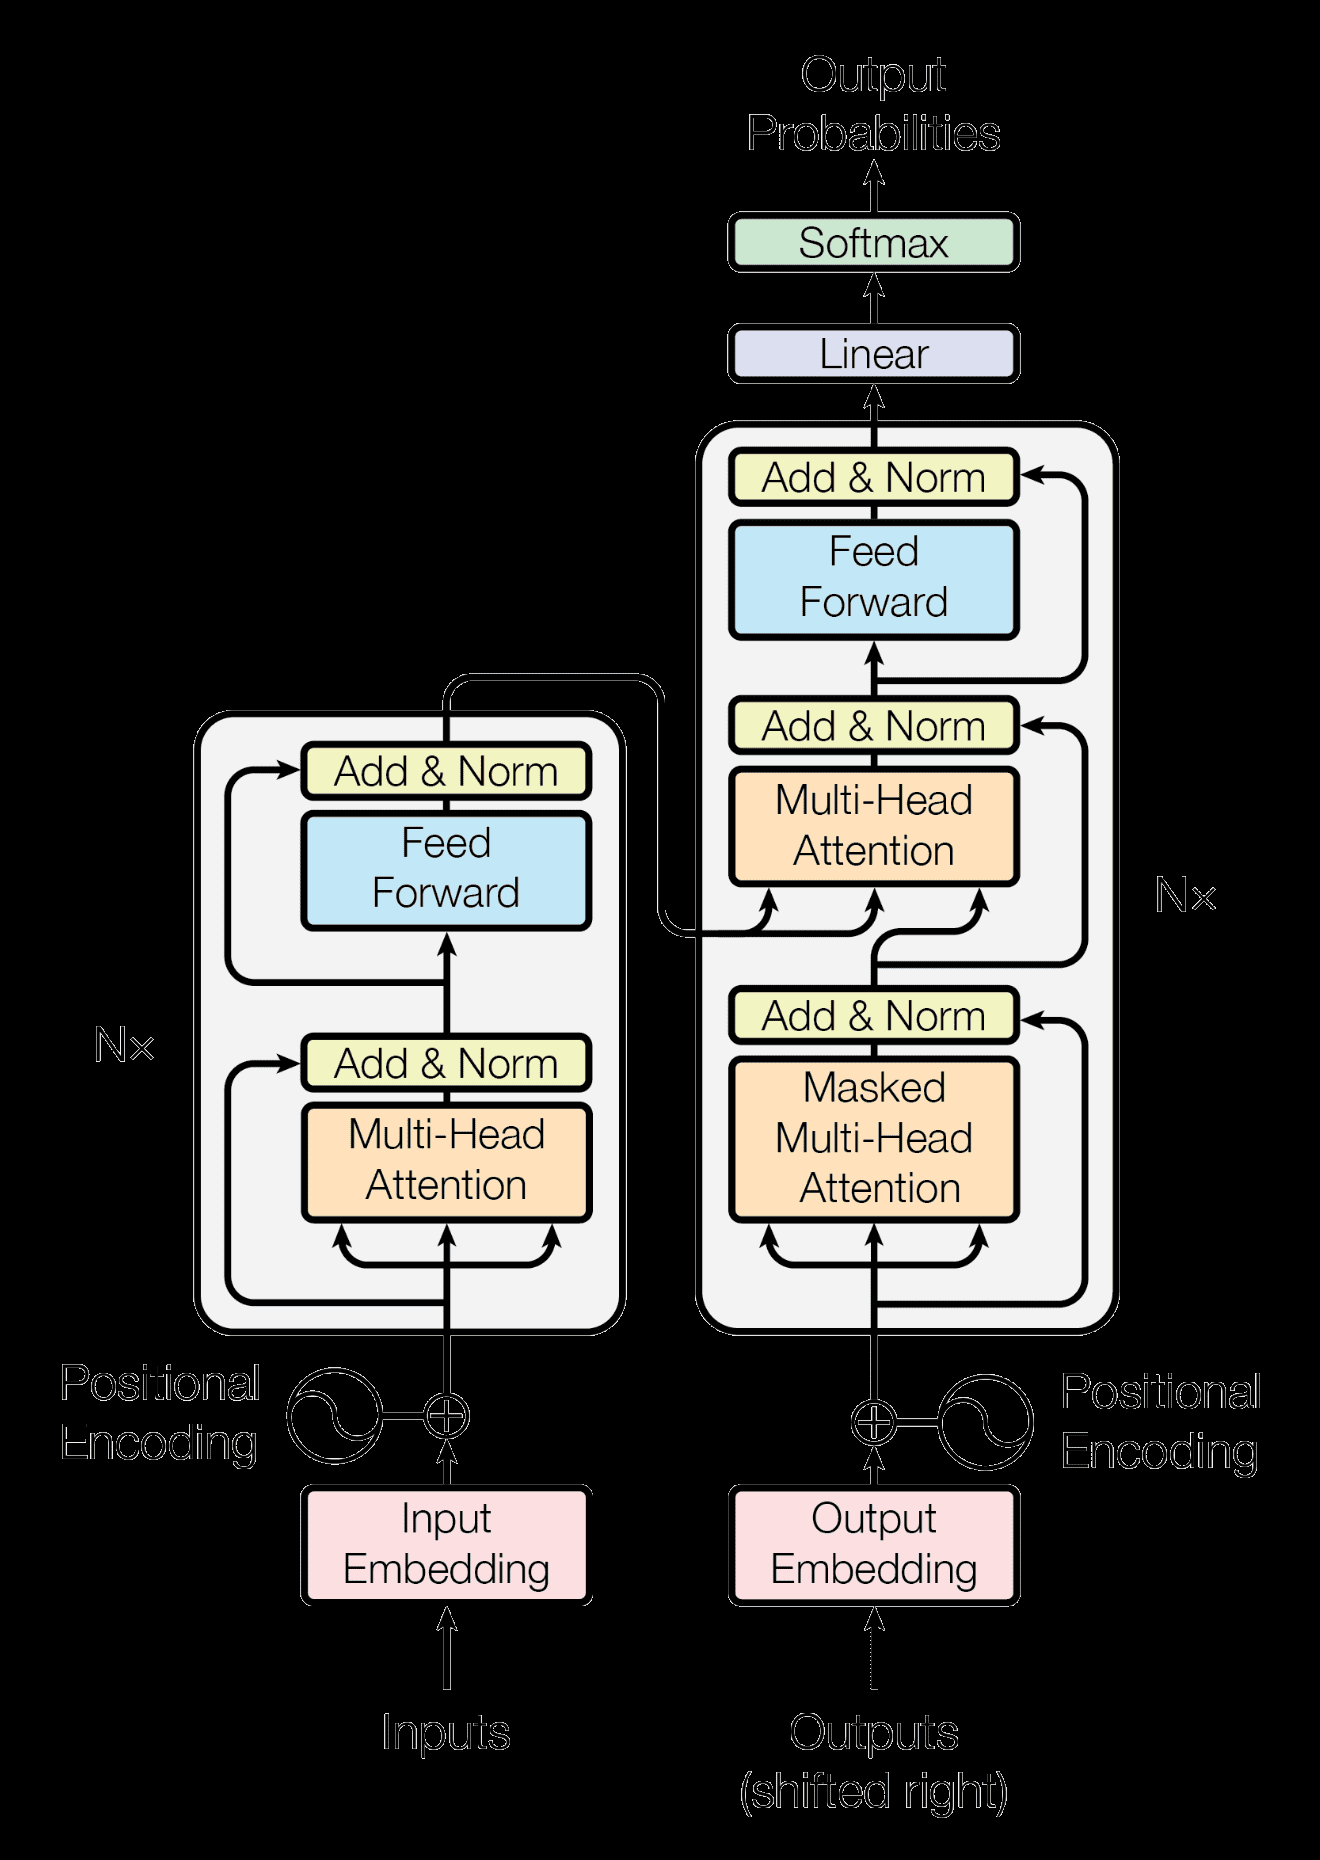 Output
Probabilities
Softmax
Linear
Add & Norm
Feed
Forward
Add & Norm
Multi-Head
Attention
Nx
Add & Norm
Masked
Multi-Head
Attention
Add & Norm
Feed
Forward
Nx
Add & Norm
Multi-Head
Attention
Positional
Encoding
Positional
Encoding
Input
Embedding
Output
Embedding
Inputs
Outputs
(shifted right)